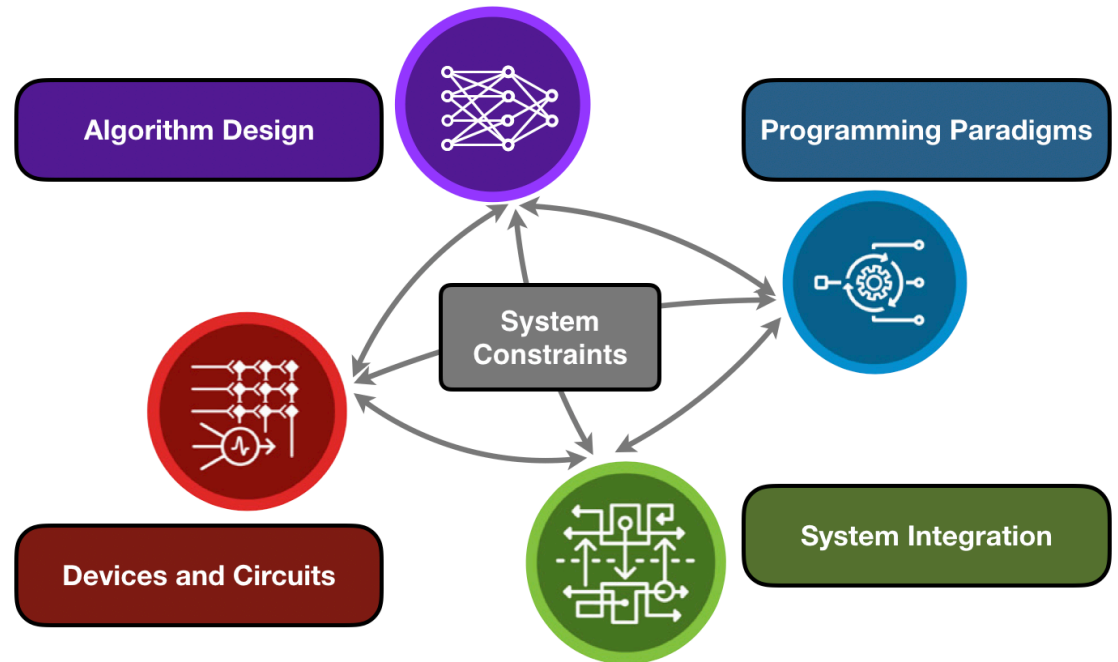 Algorithm Design
Programming Paradigms
System
Constraints
System Integration
Devices and Circuits